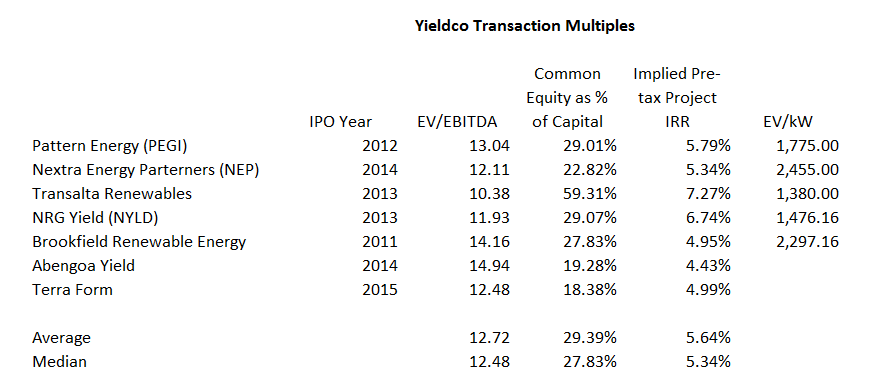 Yieldco Transaction Multiples
Common Implied Pre-
Equity as % tax Project
IPO Year EV/EBITDA of Capital IRR EV/kW
Pattern Energy (PEGI) 2012 13.04 29.01% 5.79% 1,775.00
Nextra Energy Parterners (NEP) 2014 12.11 22.82% 5.34% 2,455.00
Transalta Renewables 2013 10.38 59.31% 7.27% 1,380.00
NRG Yield (NYLD) 2013 11.93 29.07% 6.74% 1,476.16
Brookfield Renewable Energy 2011 14.16 27.83% 4.95% 2,297.16
Abengoa Yield 2014 14.94 19.28% 4.43%
Terra Form 2015 12.48 18.38% 4.99%
Average 12.72 29.39% 5.64%
Median 12.48 27.83% 5.34%